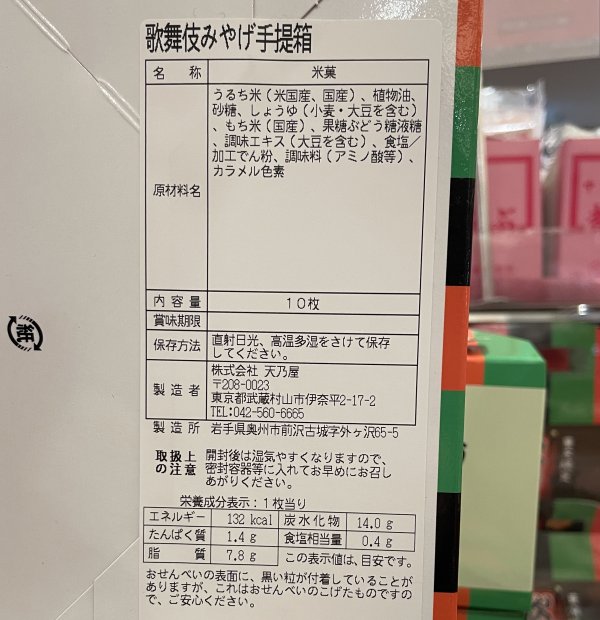 歌舞伎みやげ手提箱
名称 米菓
原材料名
うるち米（米国産、国産）、植物油、
砂糖、しょうゆ（小麦・大豆を含む）
、もち米（国産）、果糖ぶどう糖液糖
、調味エキス（大豆を含む）、食塩／
加工でん粉、調味料（アミノ酸等）、
カラメル色素
内容量 １０枚
賞味期限
保存方法
直射日光、高温多湿をさけて保存
してください。
製造者
株式会社 天乃屋
〒208-0023
東京都武蔵村山市伊奈平2-17-2
TEL:042-560-6665
製造所 岩手県奥州市前沢古城字外ヶ沢65-5
取扱上
の注意
開封後は湿気やすくなりますので、
密封容器等に入れてお早めにお召し
あがりください。
栄養成分表示：１枚当り
エネルギー 132 kcal 炭水化物 14.0 g
たんぱく質 1.4 g 食塩相当量 0.4 g
脂質 7.8 g この表示値は、目安です。
おせんべいの表面に、黒い粒が付着していることが
ありますが、これはおせんべいのこげたものですの
で、ご安心ください。
紙